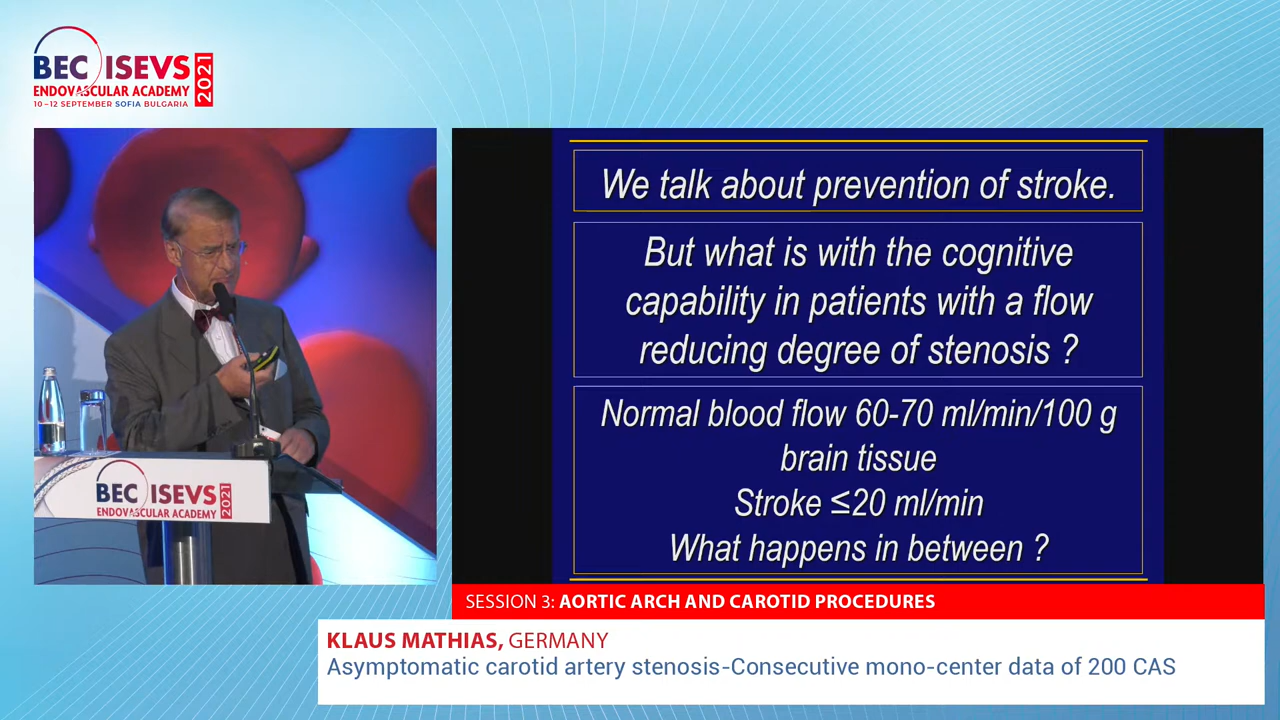 BEC ISEVS
2021
ENDOVASCULAR ACADEMY
10-12 SEPTEMBER SOFIA BULGARIA
We talk about prevention of stroke.
But what is with the cognitive
capability in patients with a flow
reducing degree of stenosis ?
Normal blood flow 60-70 ml/min/100 g
brain tissue
Stroke ≤20 ml/min
What happens in between ?
BEC ISEVS
2021
ENDOVASCULAR ACADEMY
SESSION 3: AORTIC ARCH AND CAROTID PROCEDURES
KLAUS MATHIAS, GERMANY
Asymptomatic carotid artery stenosis-Consecutive mono-center data of 200 CAS